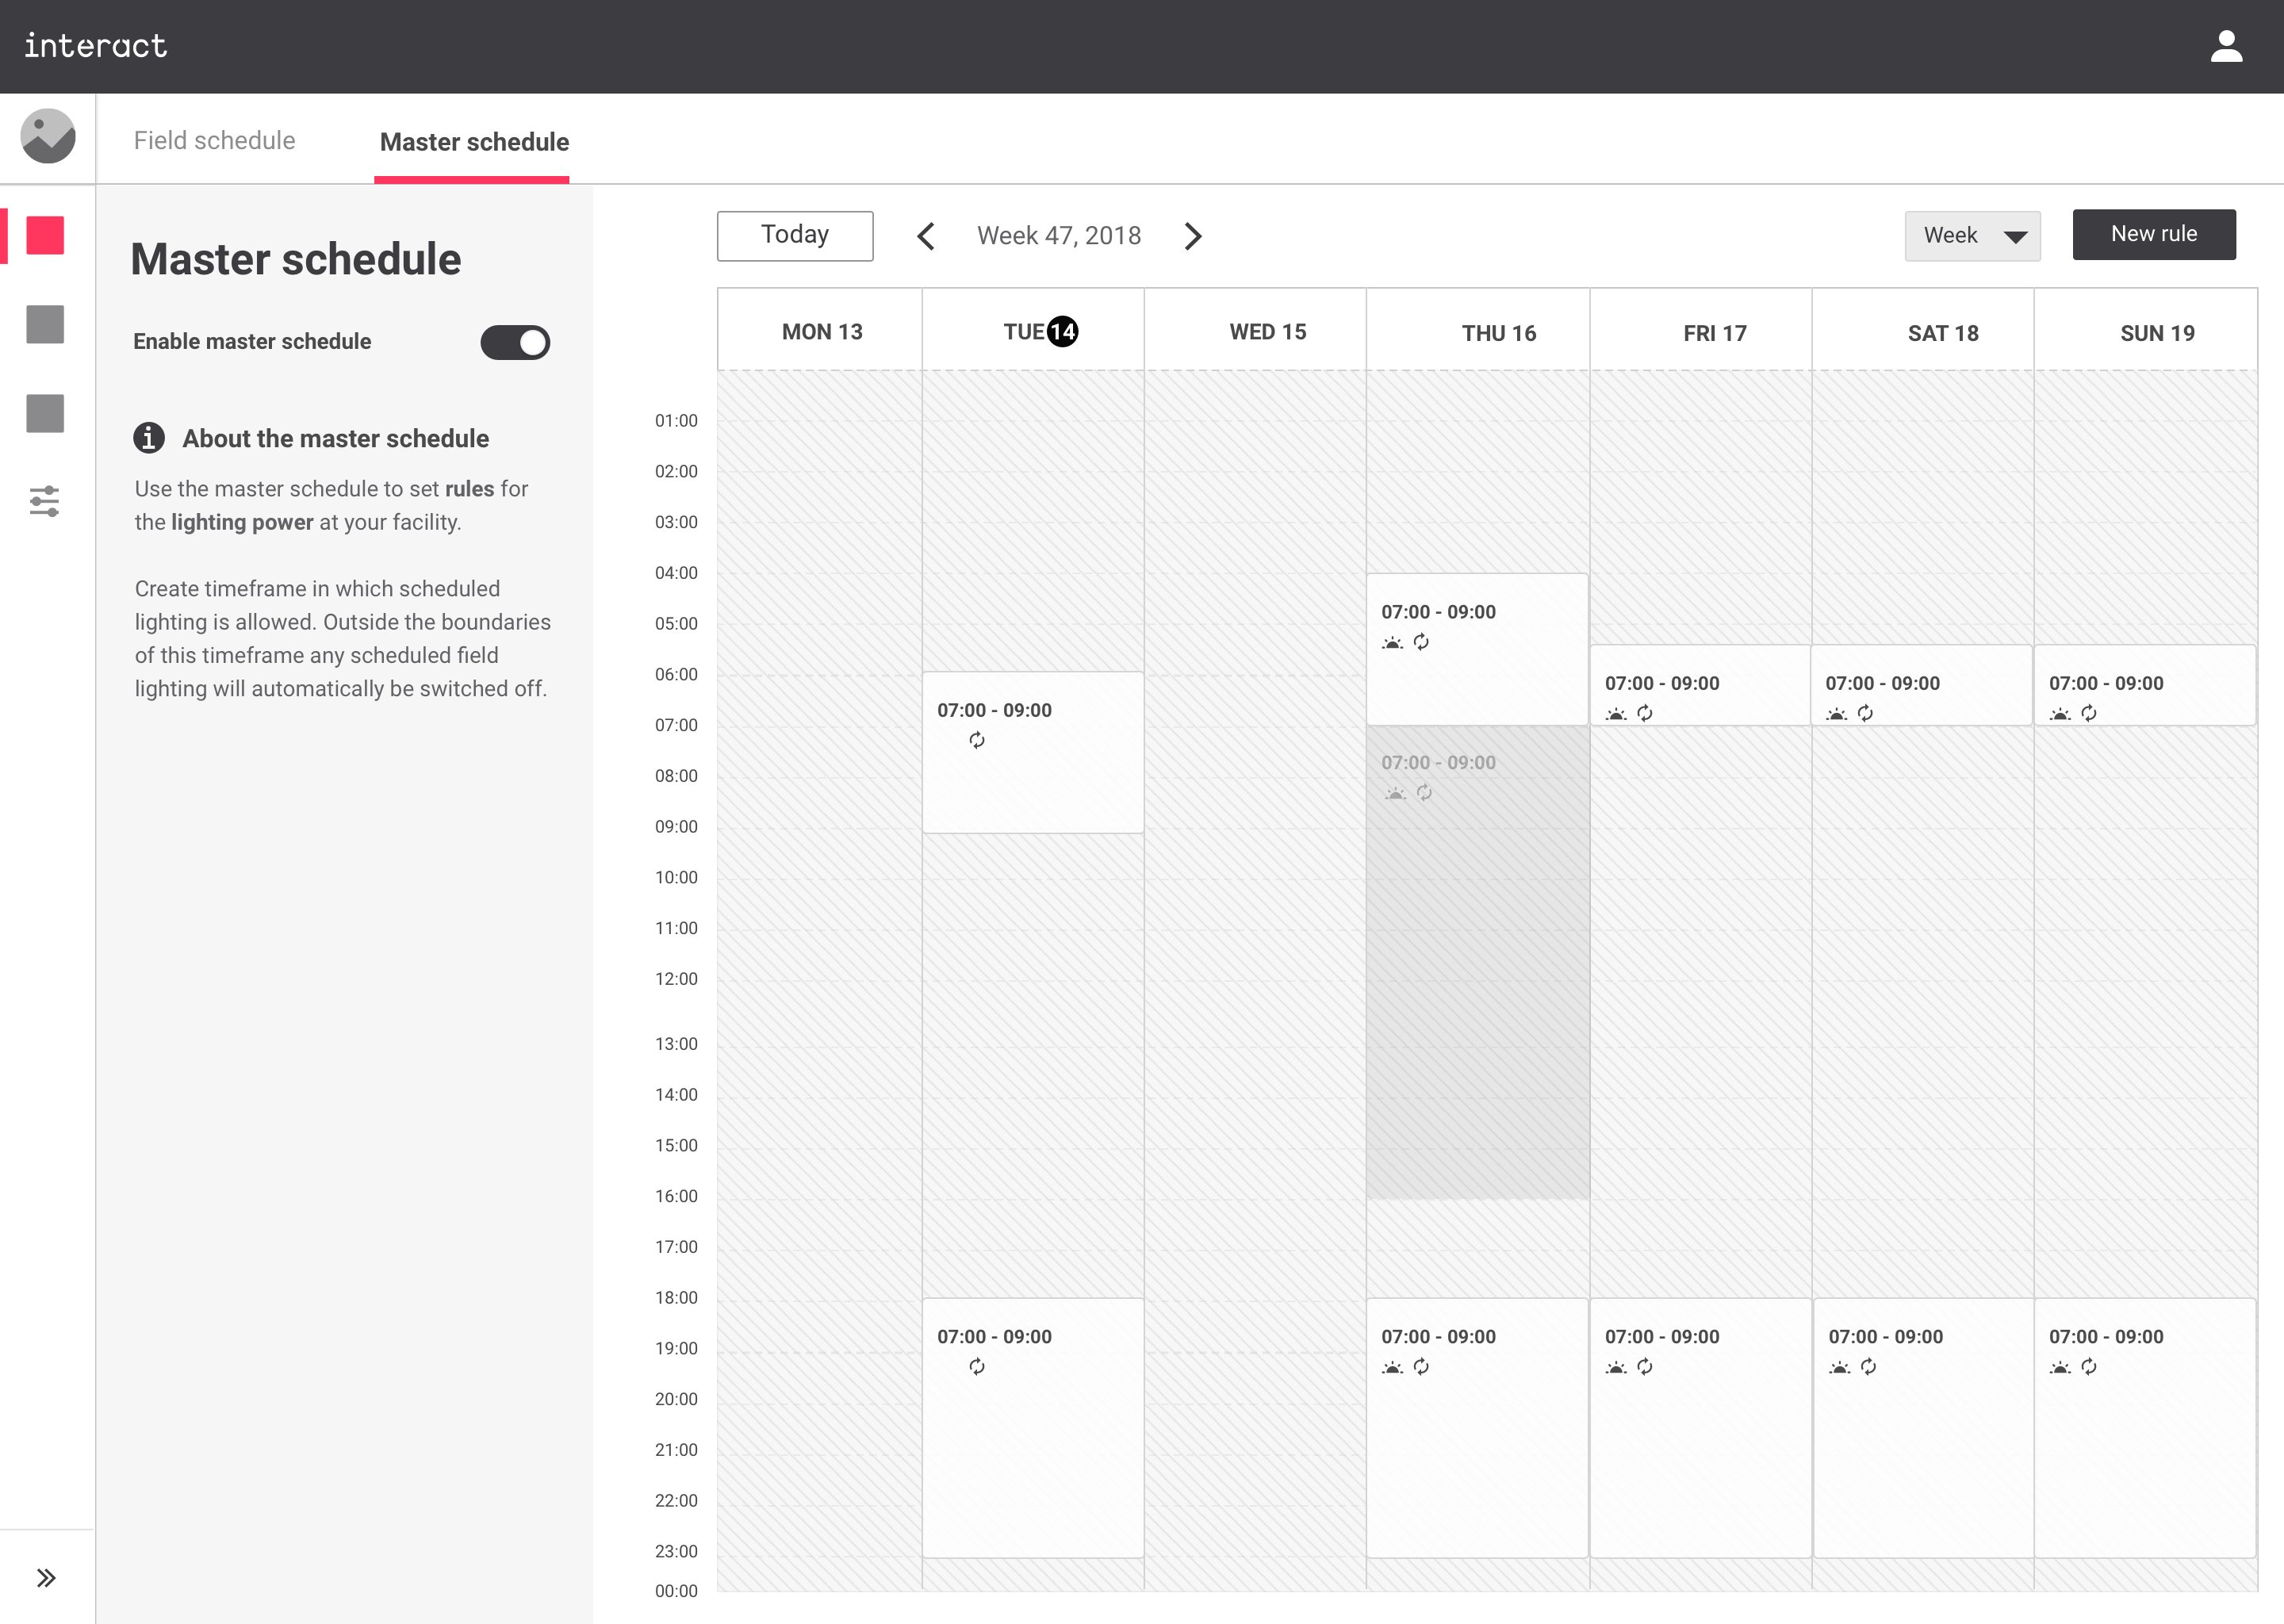 interact
Field schedule
Master schedule
Master schedule
Enable master schedule
About the master schedule
Use the master schedule to set rules for
the lighting power at your facility.
Create timeframe in which scheduled
lighting is allowed. Outside the boundaries
of this timeframe any scheduled field
lighting will automatically be switched off.
Today
Week 47, 2018
Week
New rule
MON 13
TUE 14
WED 15
THU 16
FRI 17
SAT 18
SUN 19
01:00
02:00
03:00
04:00
07:00 - 09:00
05:00
06:00
07:00 - 09:00
07:00 - 09:00
07:00 - 09:00
07:00 - 09:00
07:00
07:00 - 09:00
08:00
09:00
10:00
11:00
12:00
13:00
14:00
15:00
16:00
17:00
18:00
07:00 - 09:00
07:00 - 09:00
07:00 - 09:00
07:00 - 09:00
07:00 - 09:00
19:00
20:00
21:00
22:00
23:00
00:00